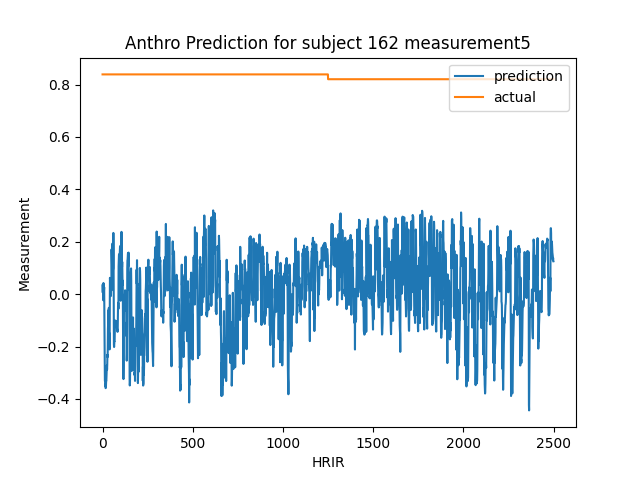 Anthro Prediction for subject 162 measurement5
prediction
actual
0.8
0.6
0.4
0.2
0.0
−0.2
−0.4
Measurement
0
500
1000
1500
2000
2500
HRIR